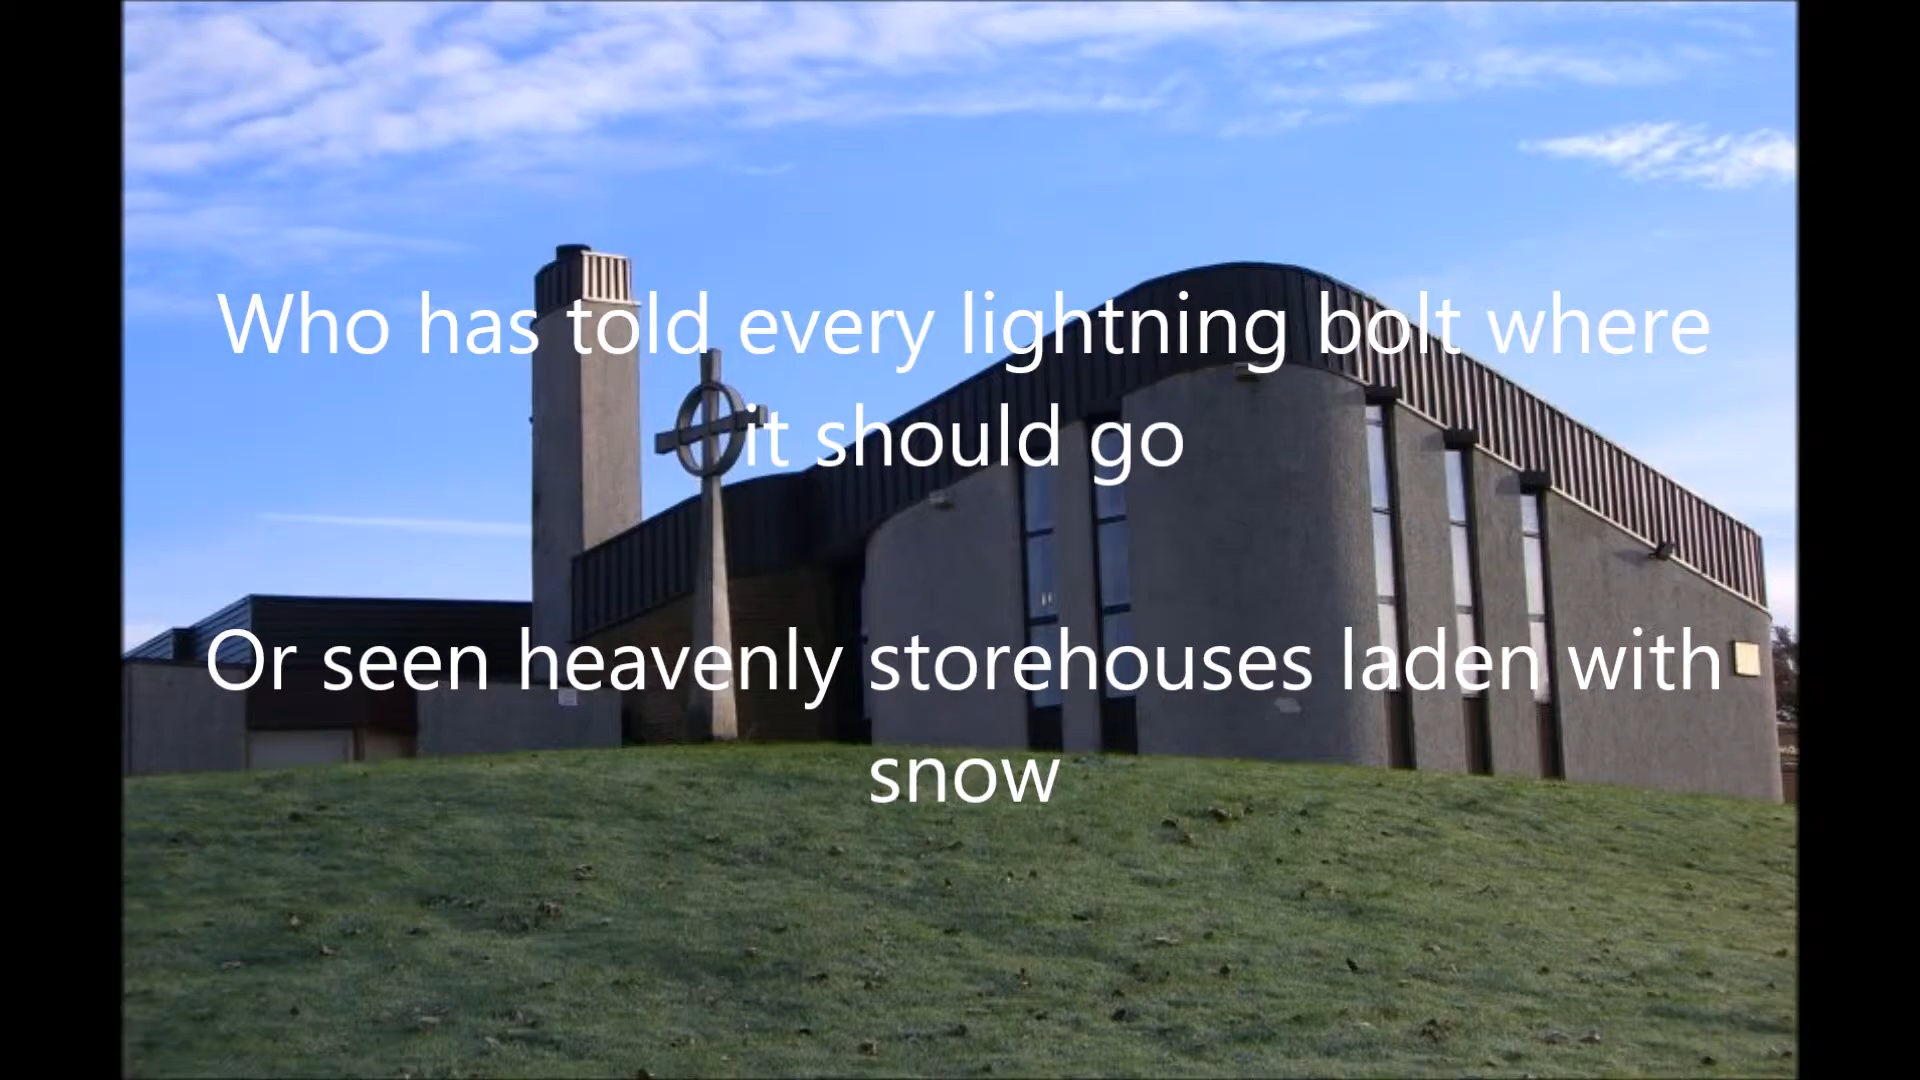 Who has told every lightning bolt where
it should go
Or seen heavenly storehouses laden with
snow